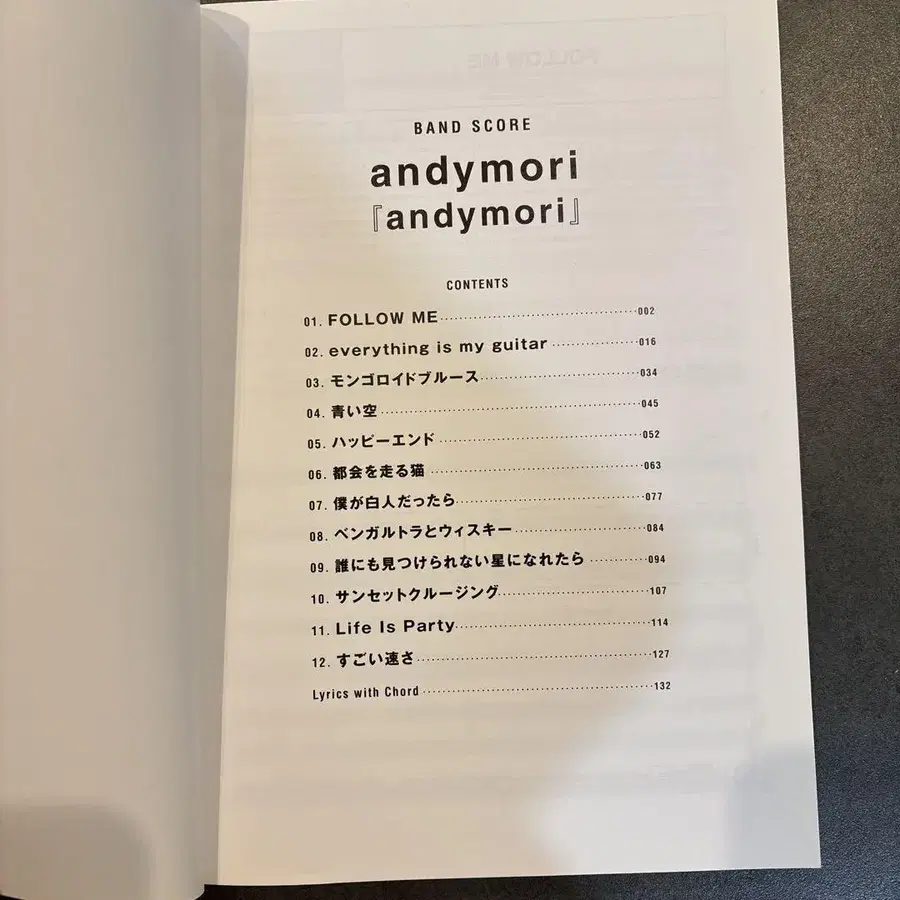 BAND SCORE
andymori
『andymori』
CONTENTS
01. FOLLOW ME 002
02. everything is my guitar 016
03. モンゴロイドブルース 034
04. 青い空 045
05. ハッピーエンド 052
06. 都会を走る猫 063
07. 僕が白人だったら 077
08. ベンガルトラとウィスキー 084
09. 誰にも見つけられない星になれたら 094
10. サンセットクルージング 107
11. Life Is Party 114
12. すごい速さ 127
Lyrics with Chord 132